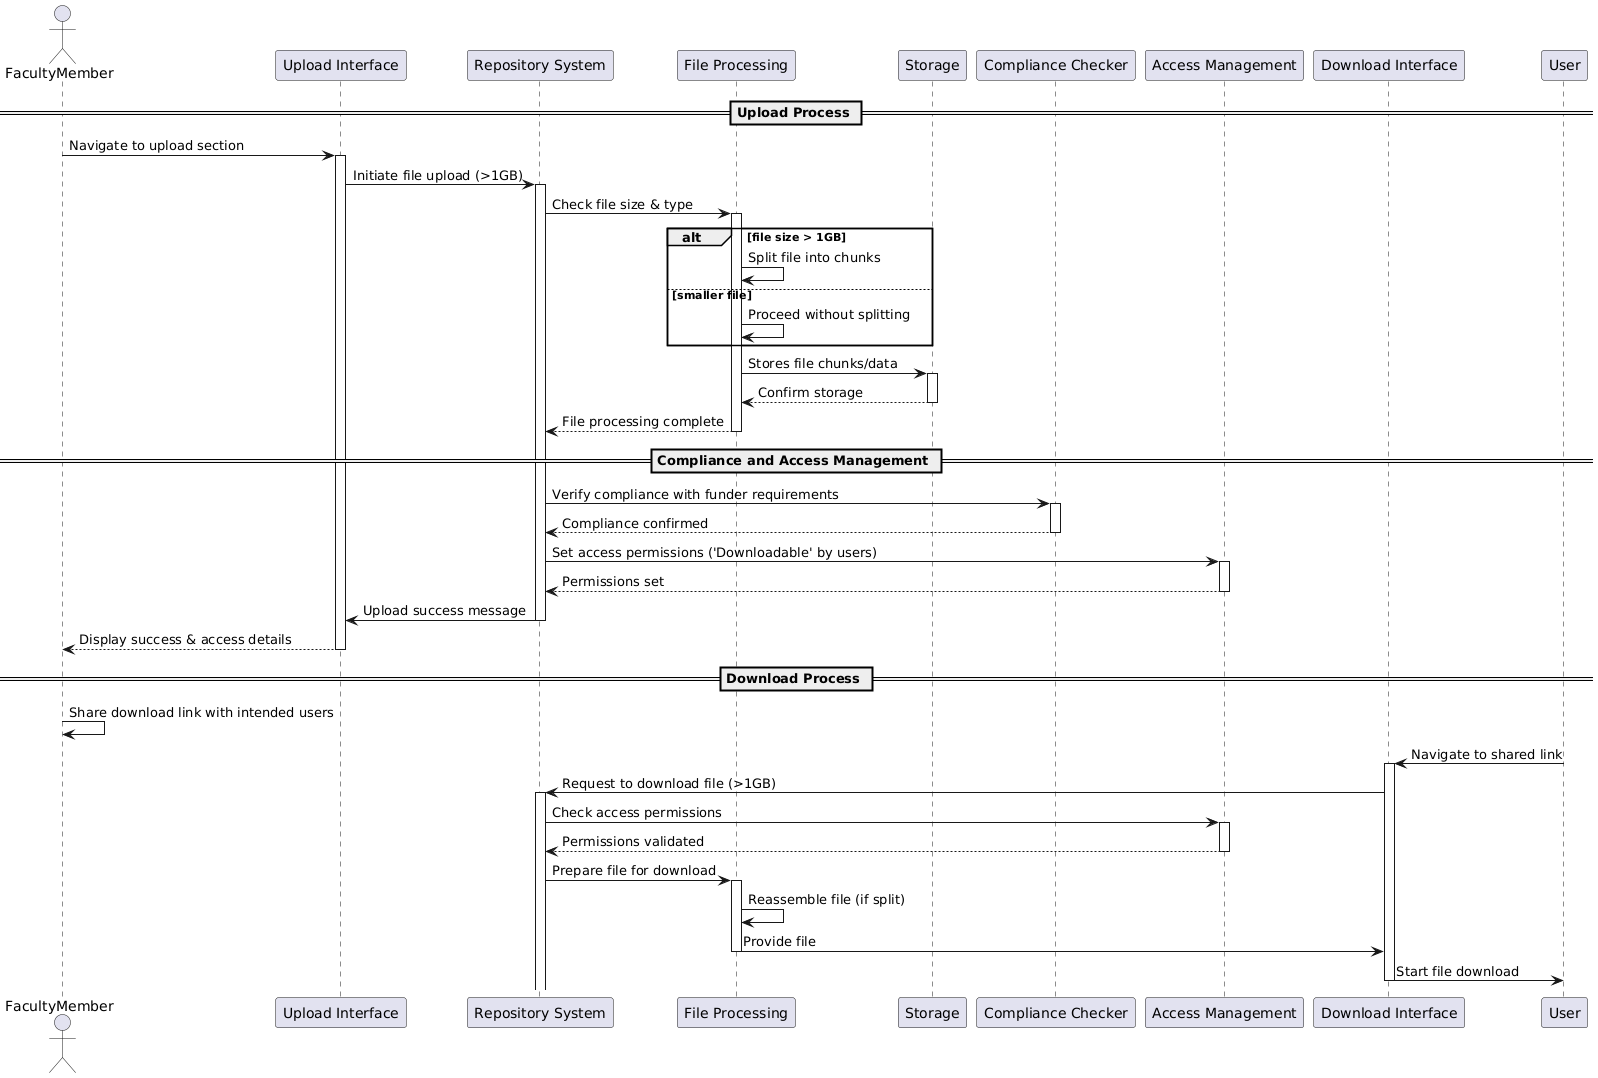 FacultyMember
Upload Interface
Repository System
File Processing
Storage
Compliance Checker
Access Management
Download Interface
User
Upload Process
Navigate to upload section
Initiate file upload (>1GB)
Check file size & type
alt
[file size > 1GB]
Split file into chunks
[smaller file]
Proceed without splitting
Stores file chunks/data
Confirm storage
File processing complete
Compliance and Access Management
Verify compliance with funder requirements
Compliance confirmed
Set access permissions ('Downloadable' by users)
Permissions set
Upload success message
Display success & access details
Download Process
Share download link with intended users
Navigate to shared link
Request to download file (>1GB)
Check access permissions
Permissions validated
Prepare file for download
Reassemble file (if split)
Provide file
Start file download
FacultyMember
Upload Interface
Repository System
File Processing
Storage
Compliance Checker
Access Management
Download Interface
User